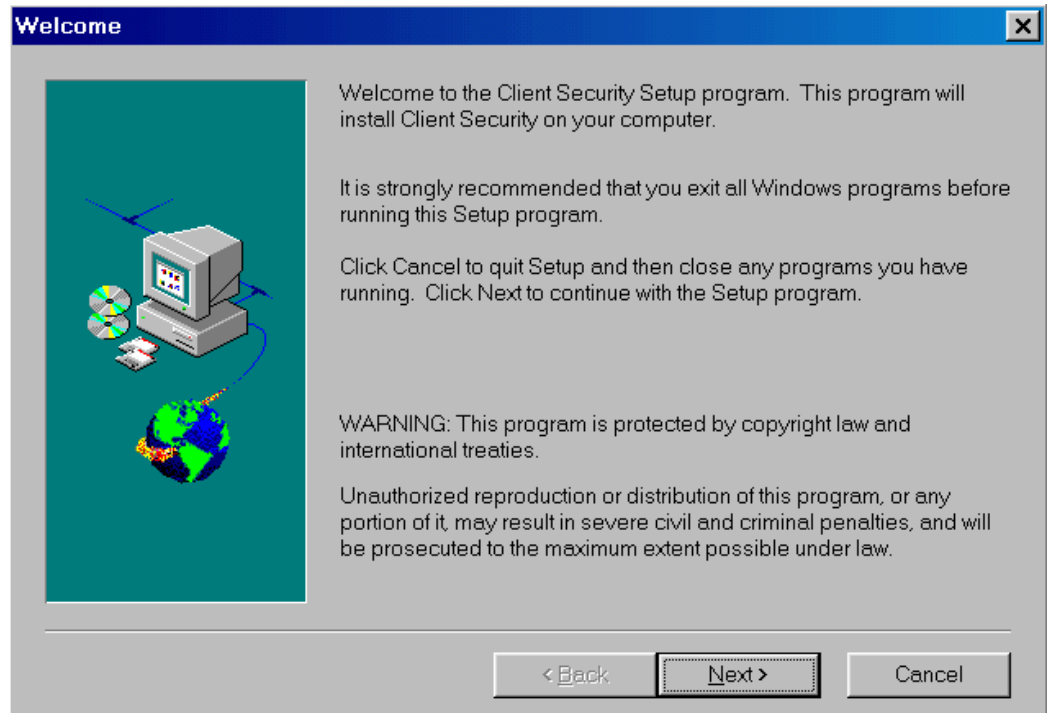 Welcome
Welcome to the Client Security Setup program.  This program will
install Client Security on your computer.
It is strongly recommended that you exit all Windows programs before
running this Setup program.
Click Cancel to quit Setup and then close any programs you have
running.  Click Next to continue with the Setup program.
WARNING: This program is protected by copyright law and
international treaties.
Unauthorized reproduction or distribution of this program, or any
portion of it, may result in severe civil and criminal penalties, and will
be prosecuted to the maximum extent possible under law.
< Back
Next >
Cancel